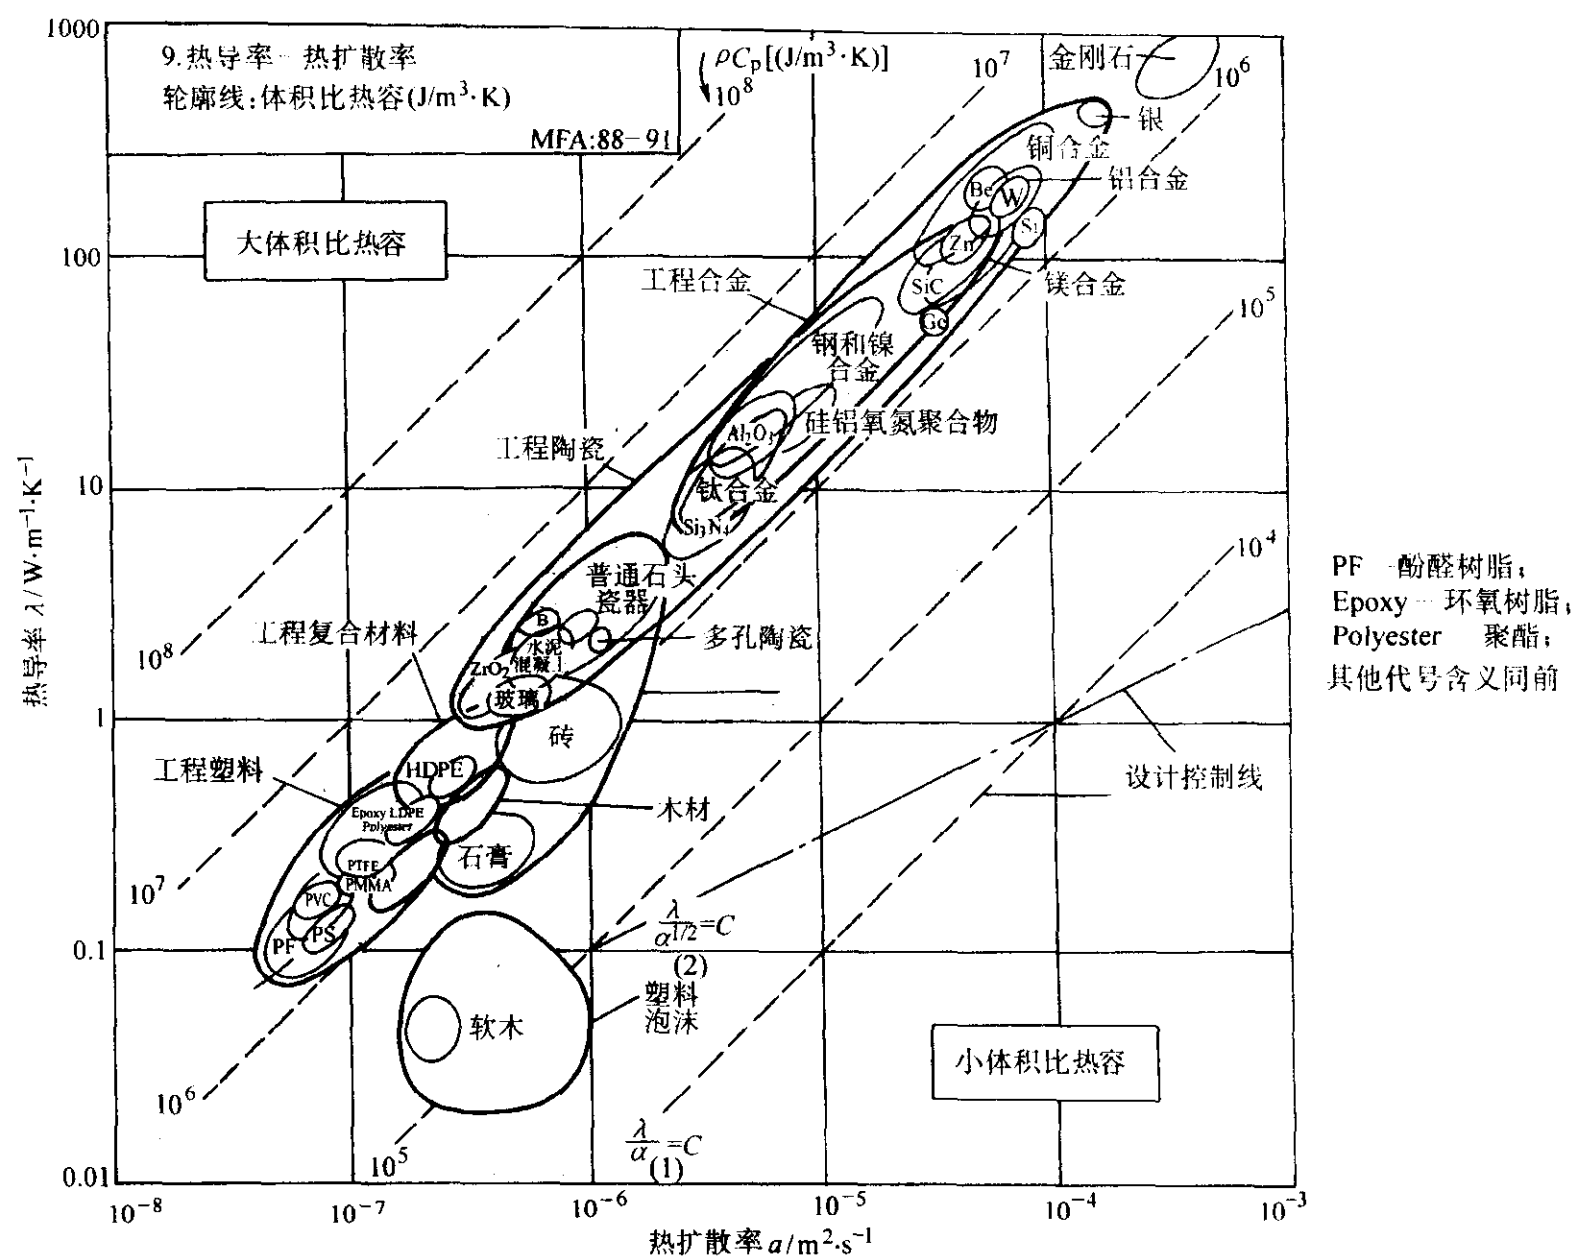 1000
100
10
1
0.1
0.01
热导率 λ/W·m⁻¹·K⁻¹
9.热导率–热扩散率
轮廓线:体积比热容(J/m³·K)
MFA:88–91
ρCp[(J/m³·K)]
10⁸
10⁷
金刚石
10⁶
银
铜合金
铝合金
Be
W
Si
Zn
大体积比热容
工程合金
SiC
镁合金
Ge
10⁵
钢和镍
合金
硅铝氧氮聚合物
Al₂O₃
工程陶瓷
钛合金
Si₃N₄
10⁴
普通石头
瓷器
B
多孔陶瓷
水泥
混凝土
ZrO₂
玻璃
工程复合材料
10⁸
砖
工程塑料
HDPE
设计控制线
木材
Epoxy LDPE
Polyester
石膏
PTFE
PMMA
PVC
PF
PS
10⁷
λ/α^1/2=C
(2)
塑料
泡沫
软木
小体积比热容
10⁶
10⁵
λ/α=C
(1)
10⁻⁸
10⁻⁷
10⁻⁶
10⁻⁵
10⁻⁴
10⁻³
热扩散率 a/m²·s⁻¹
PF –酚醛树脂;
Epoxy – 环氧树脂;
Polyester 聚酯;
其他代号含义同前